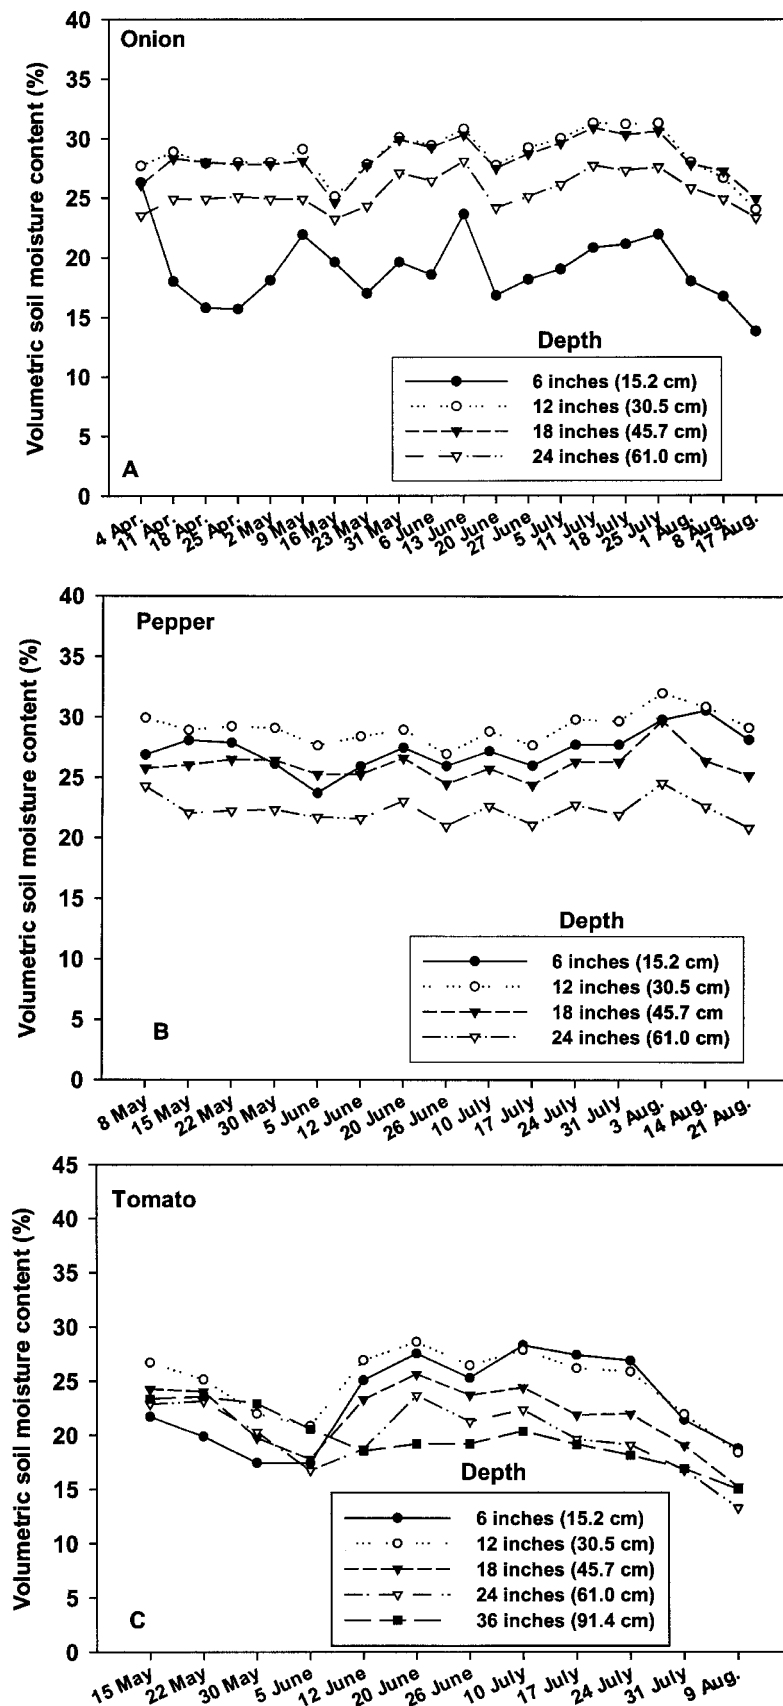 Onion
Volumetric soil moisture content (%)
40
35
30
25
20
15
10
5
0
Depth
6 inches (15.2 cm)
12 inches (30.5 cm)
18 inches (45.7 cm)
24 inches (61.0 cm)
A
4 Apr.
11 Apr.
18 Apr.
25 Apr.
2 May
9 May
16 May
23 May
31 May
6 June
13 June
20 June
27 June
5 July
11 July
18 July
25 July
1 Aug.
8 Aug.
17 Aug.
Pepper
Volumetric soil moisture content (%)
40
35
30
25
20
15
10
5
0
Depth
6 inches (15.2 cm)
12 inches (30.5 cm)
18 inches (45.7 cm
24 inches (61.0 cm)
B
8 May
15 May
22 May
30 May
5 June
12 June
20 June
26 June
10 July
17 July
24 July
31 July
3 Aug.
14 Aug.
21 Aug.
Tomato
Volumetric soil moisture content (%)
45
40
35
30
25
20
15
10
5
0
Depth
6 inches (15.2 cm)
12 inches (30.5 cm)
18 inches (45.7 cm)
24 inches (61.0 cm)
36 inches (91.4 cm)
C
15 May
22 May
30 May
5 June
12 June
20 June
26 June
10 July
17 July
24 July
31 July
9 Aug.